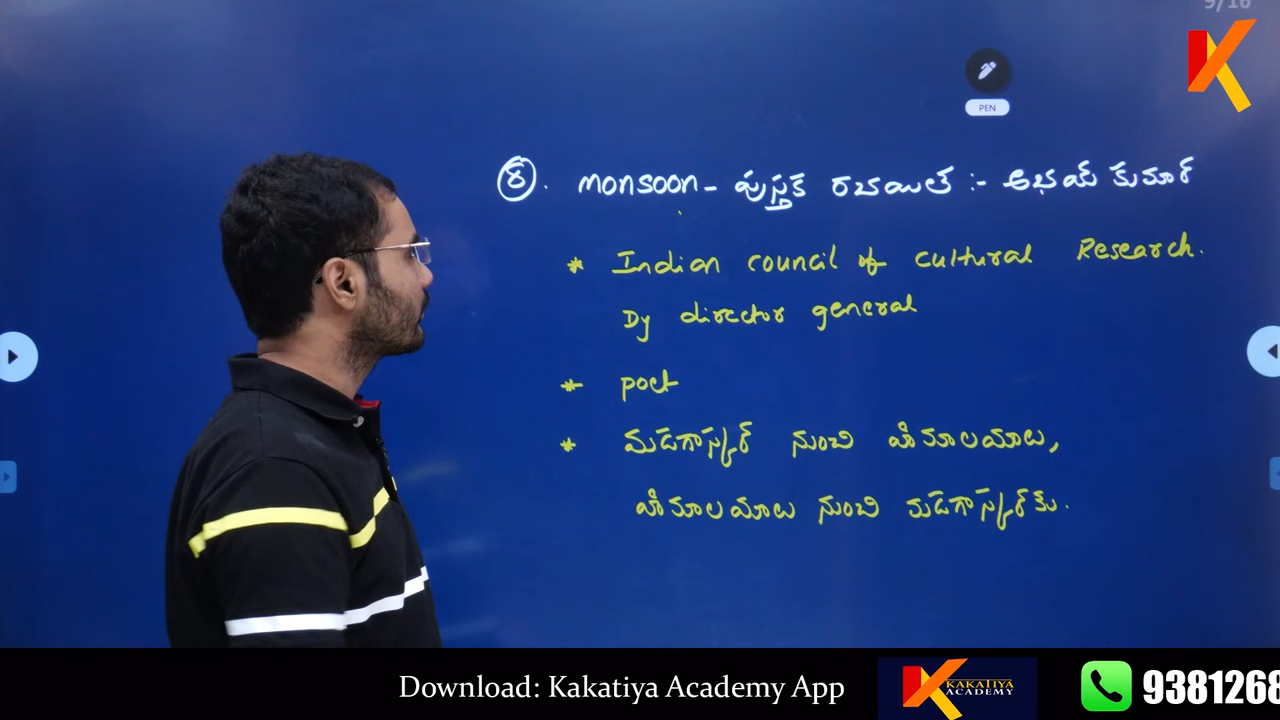 9/16
PEN
8. monsoon - పుస్తక రచయిత :- అభయ్ కుమార్
* Indian council of cultural Research.
Dy director general
* poet
* మడగాస్కర్ నుంచి హిమాలయాలు,
హిమాలయాలు నుంచి మడగాస్కర్‌కు.
Download: Kakatiya Academy App
KAKATIYA
ACADEMY
9381268